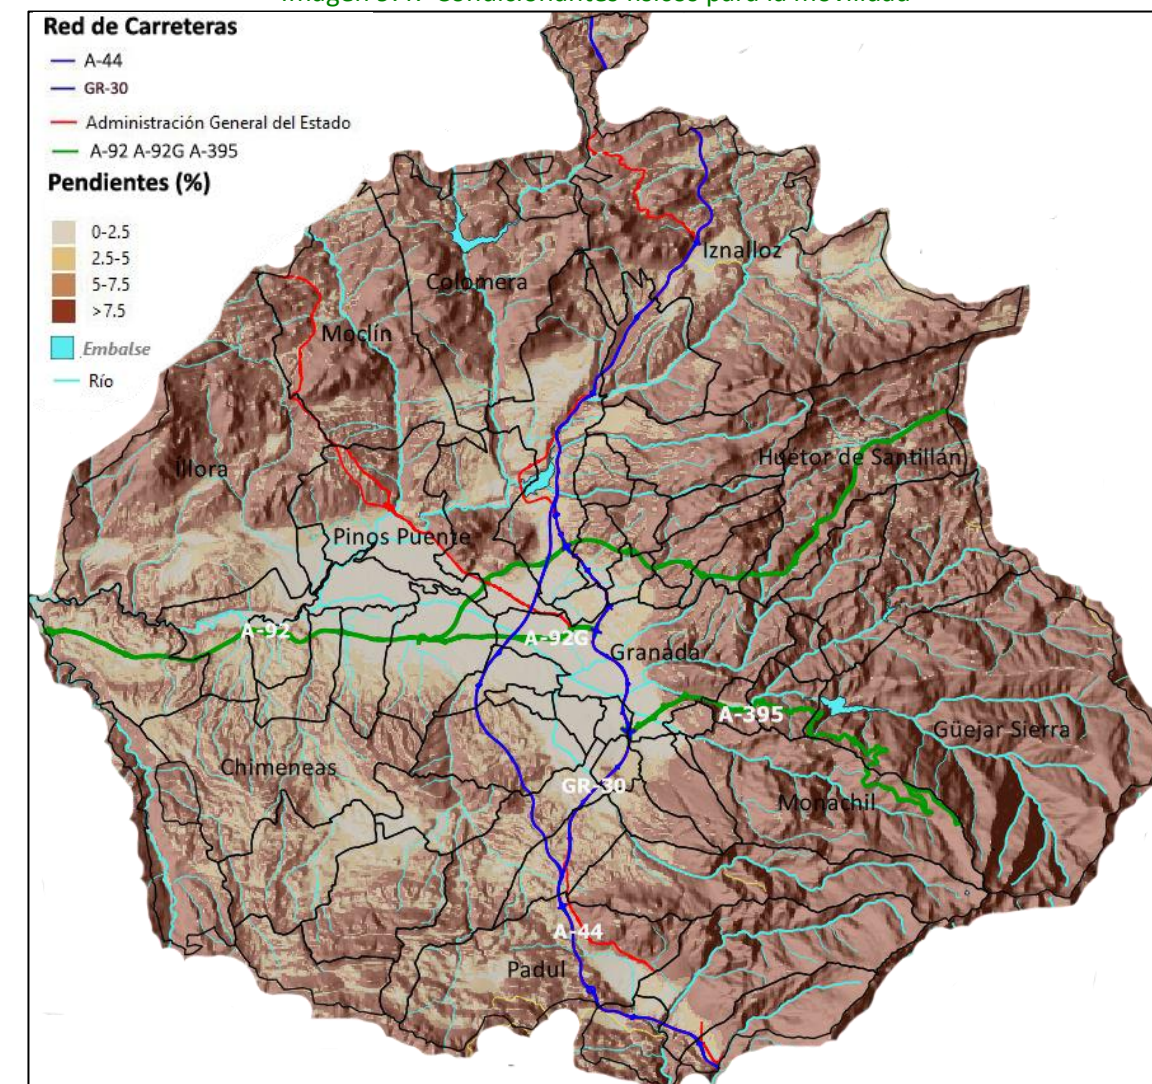 Red de Carreteras
A-44
GR-30
Administración General del Estado
A-92 A-92G A-395
Pendientes (%)
0-2.5
2.5-5
5-7.5
>7.5
Embalse
Río
Iznalloz
Colomera
Moclín
Huétor de Santillán
Íllora
Pinos Puente
A-92
A-92G
Granada
A-395
Güejar Sierra
Chimeneas
GR-30
Monachil
A-44
Padul